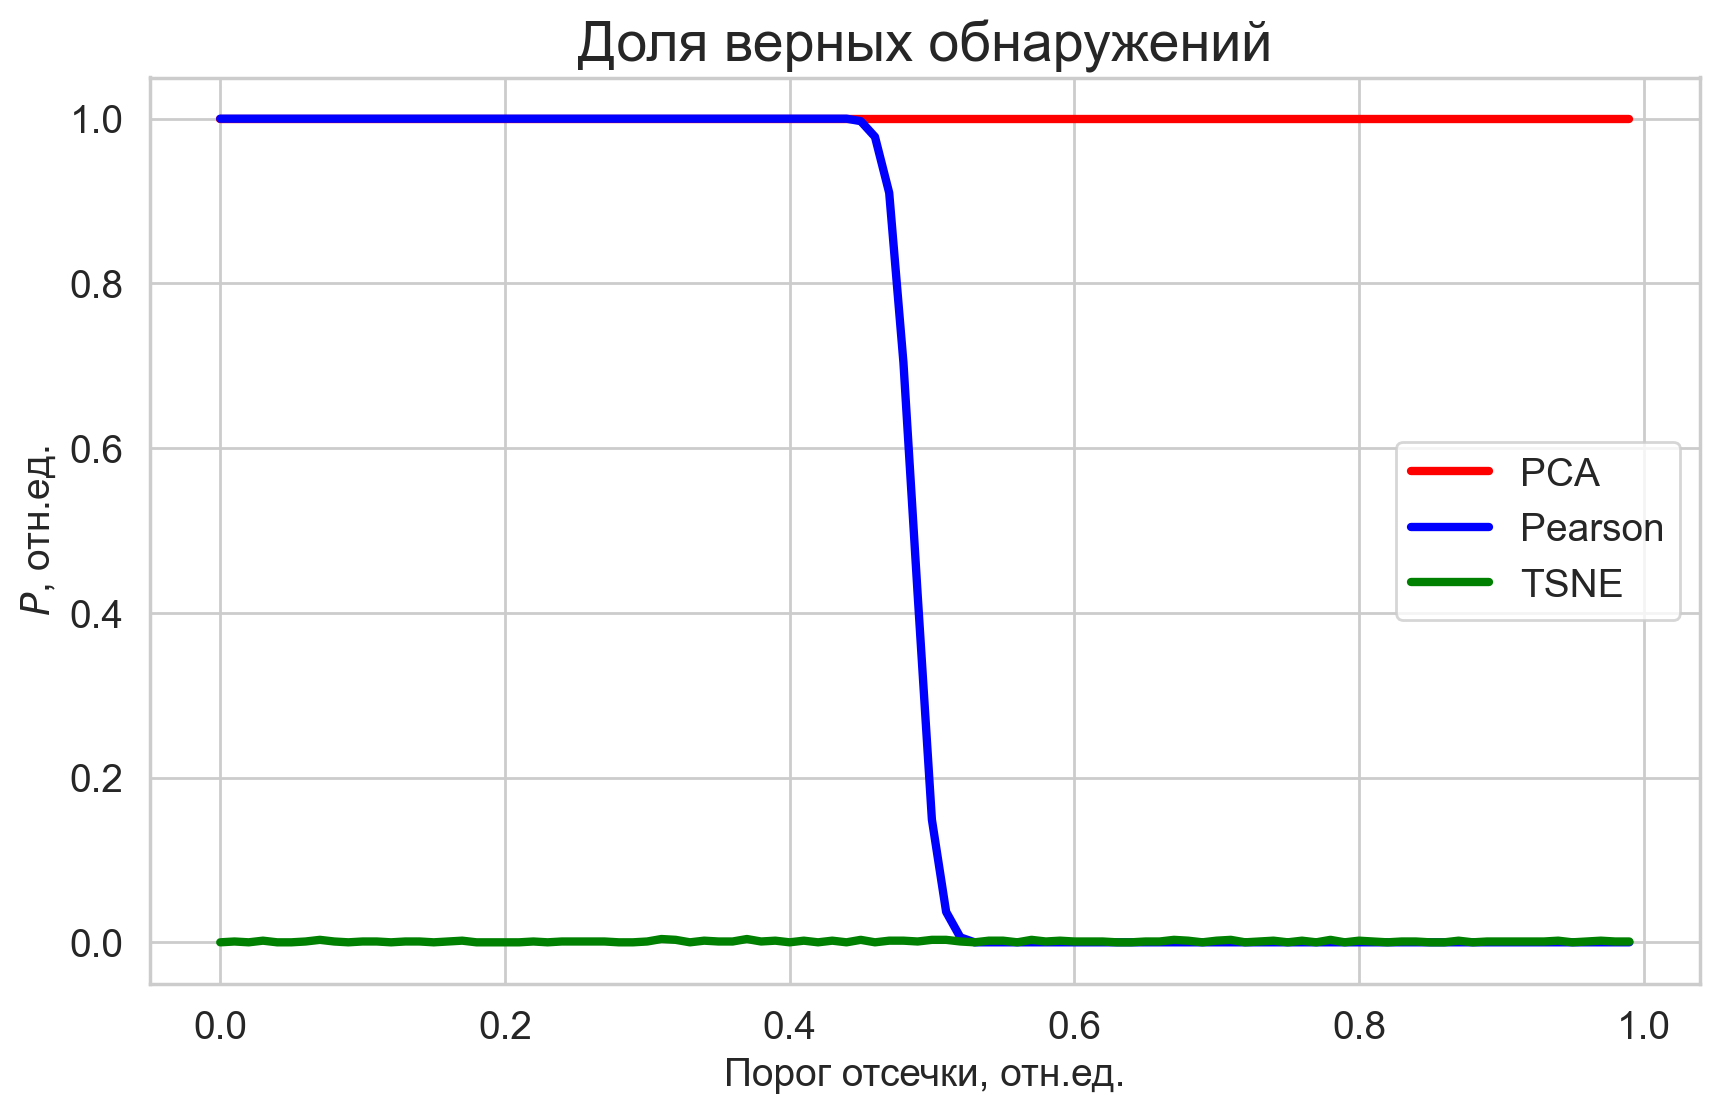 Доля верных обнаружений
1.0
0.8
0.6
0.4
0.2
0.0
P, отн.ед.
PCA
Pearson
TSNE
0.0 0.2 0.4 0.6 0.8 1.0
Порог отсечки, отн.ед.